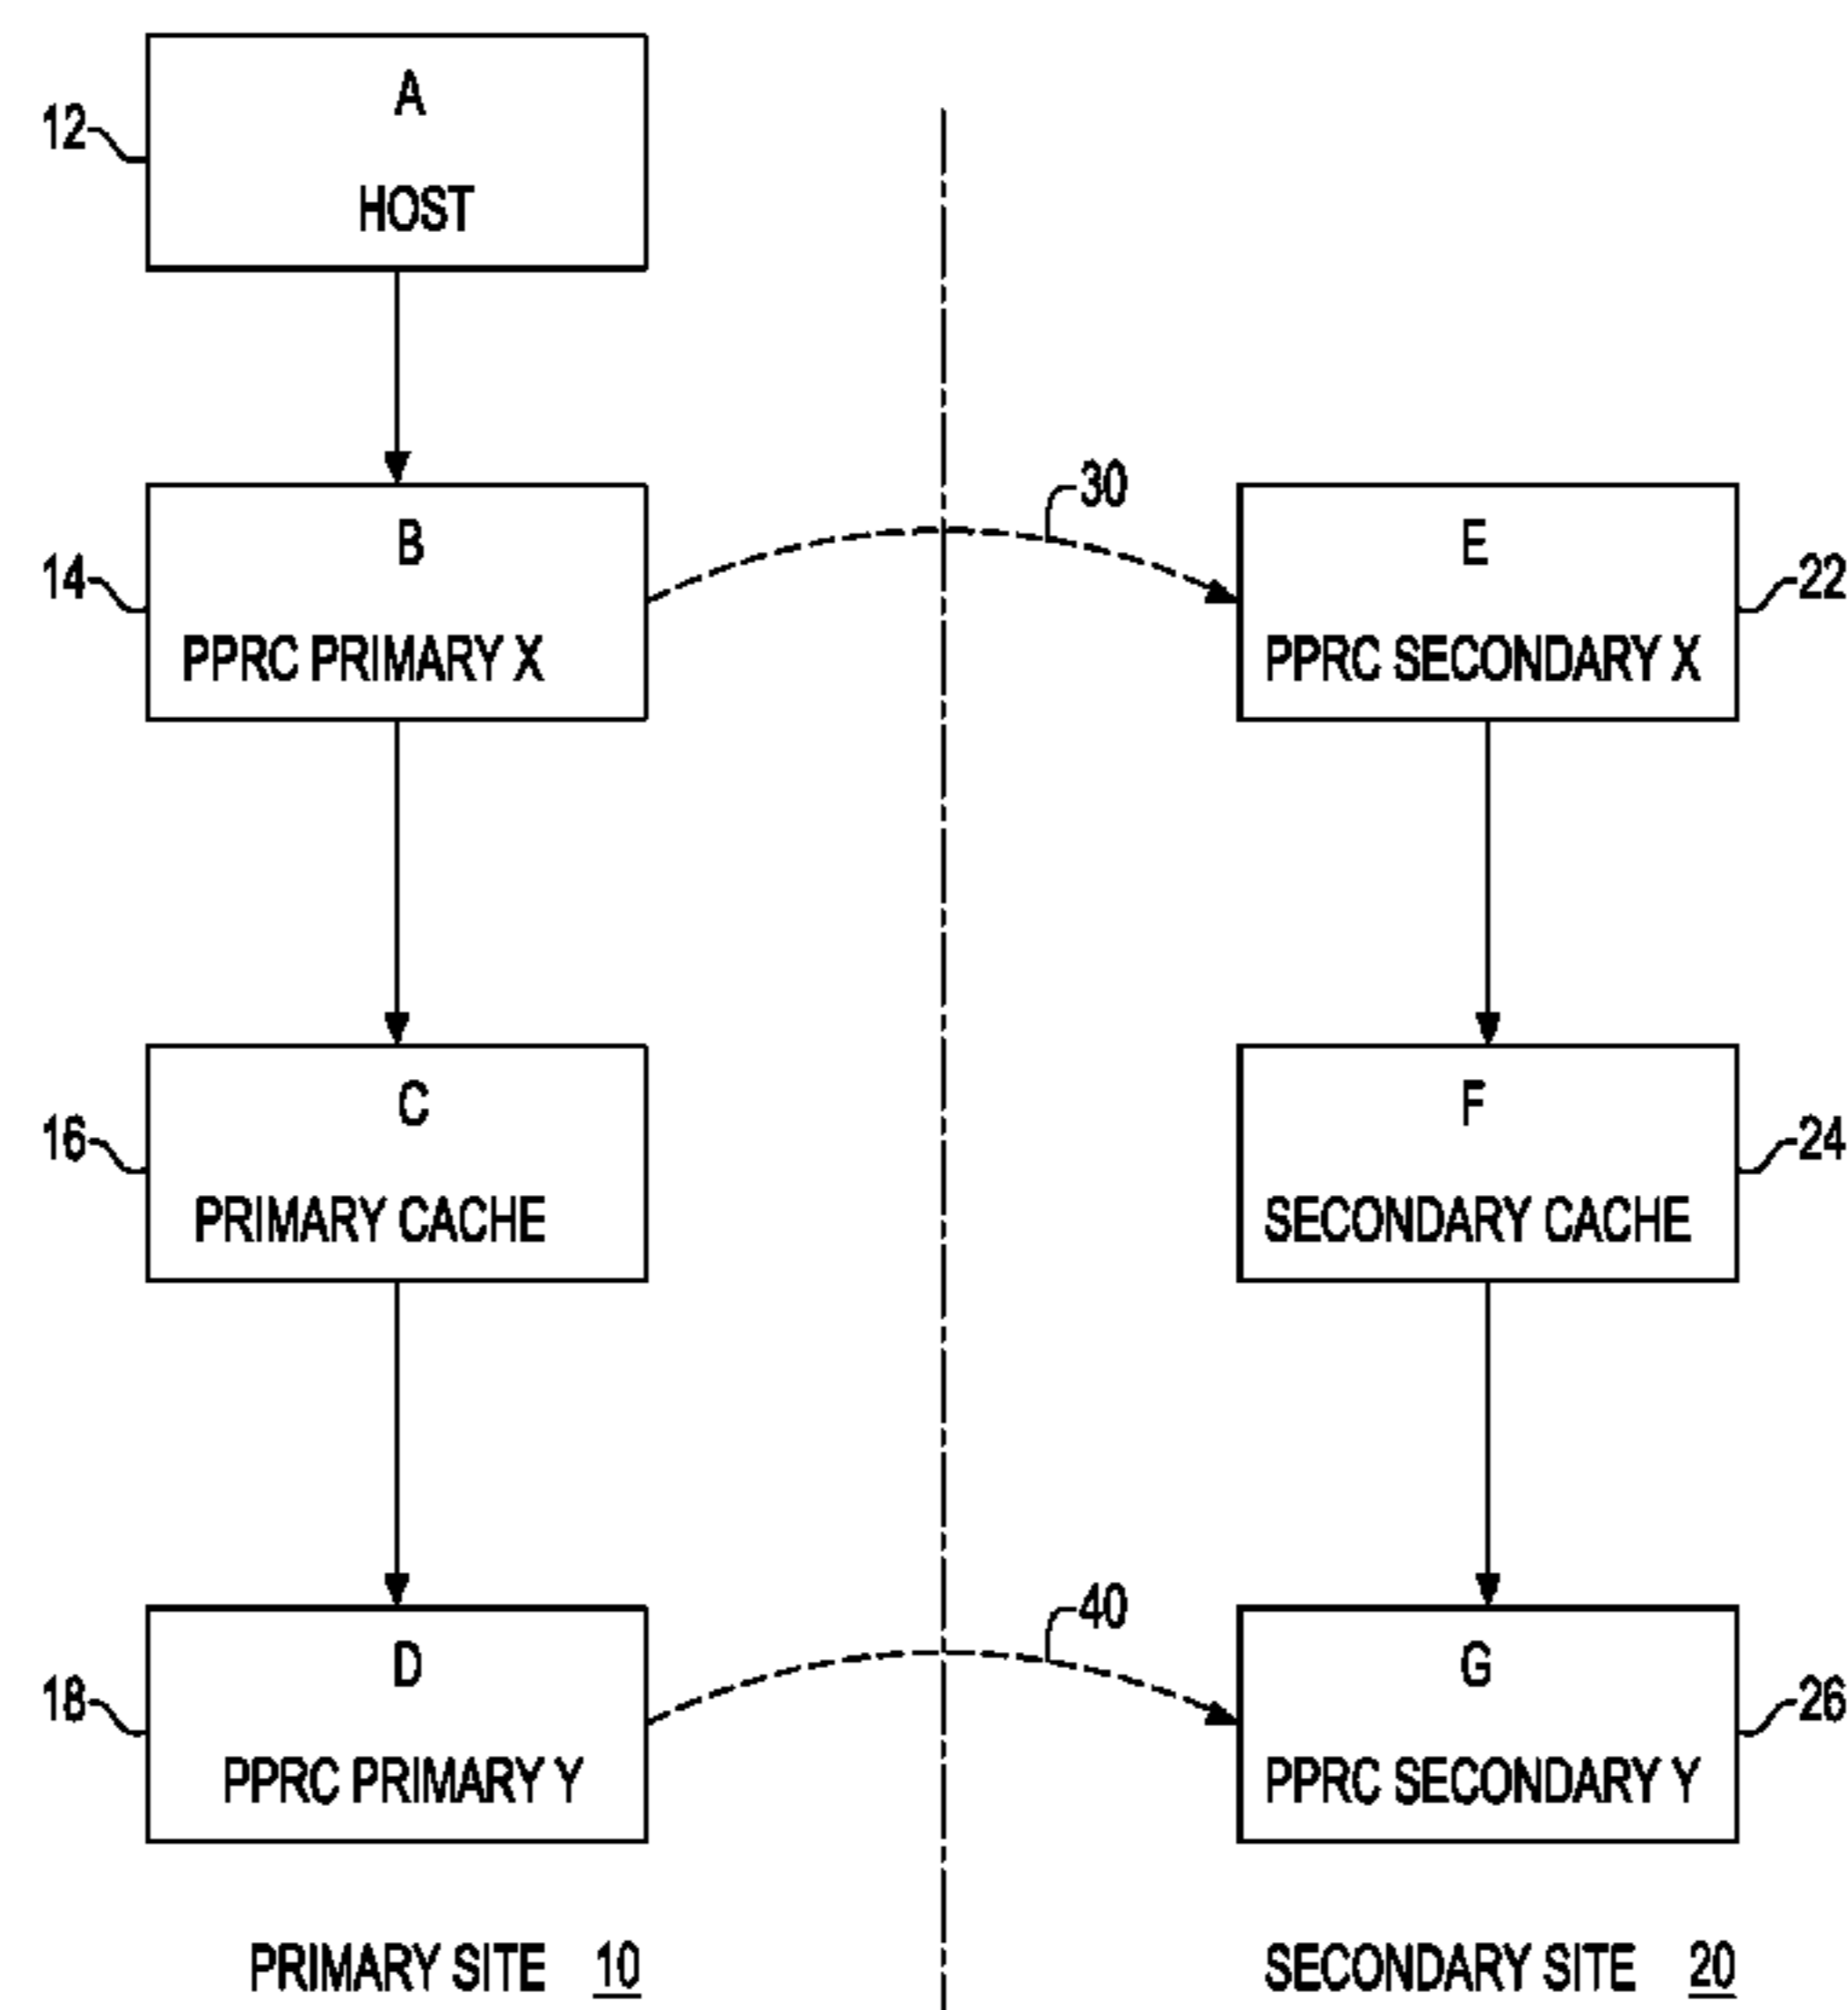 A
12
HOST
30
B
E
14
22
PPRC PRIMARY X
PPRC SECONDARY X
C
F
16
24
PRIMARY CACHE
SECONDARY CACHE
40
D
G
18
26
PPRC PRIMARY Y
PPRC SECONDARY Y
PRIMARY SITE 10
SECONDARY SITE 20